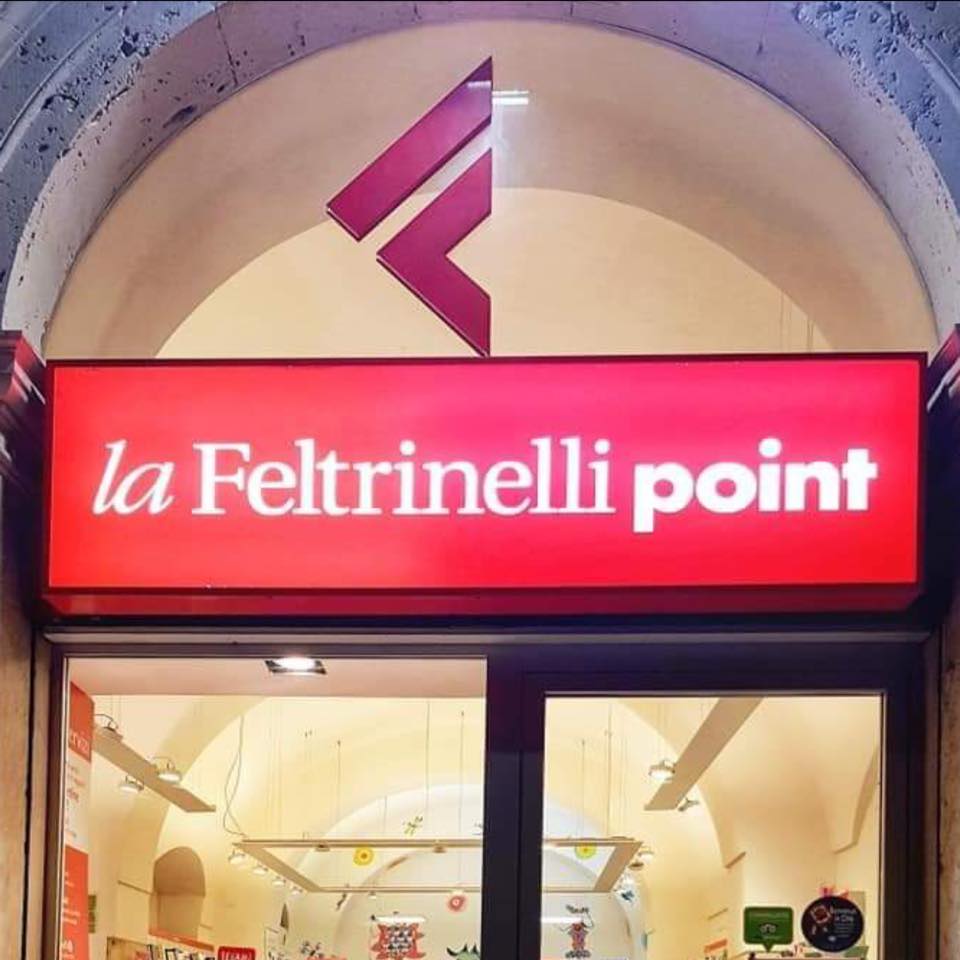 la Feltrinelli point